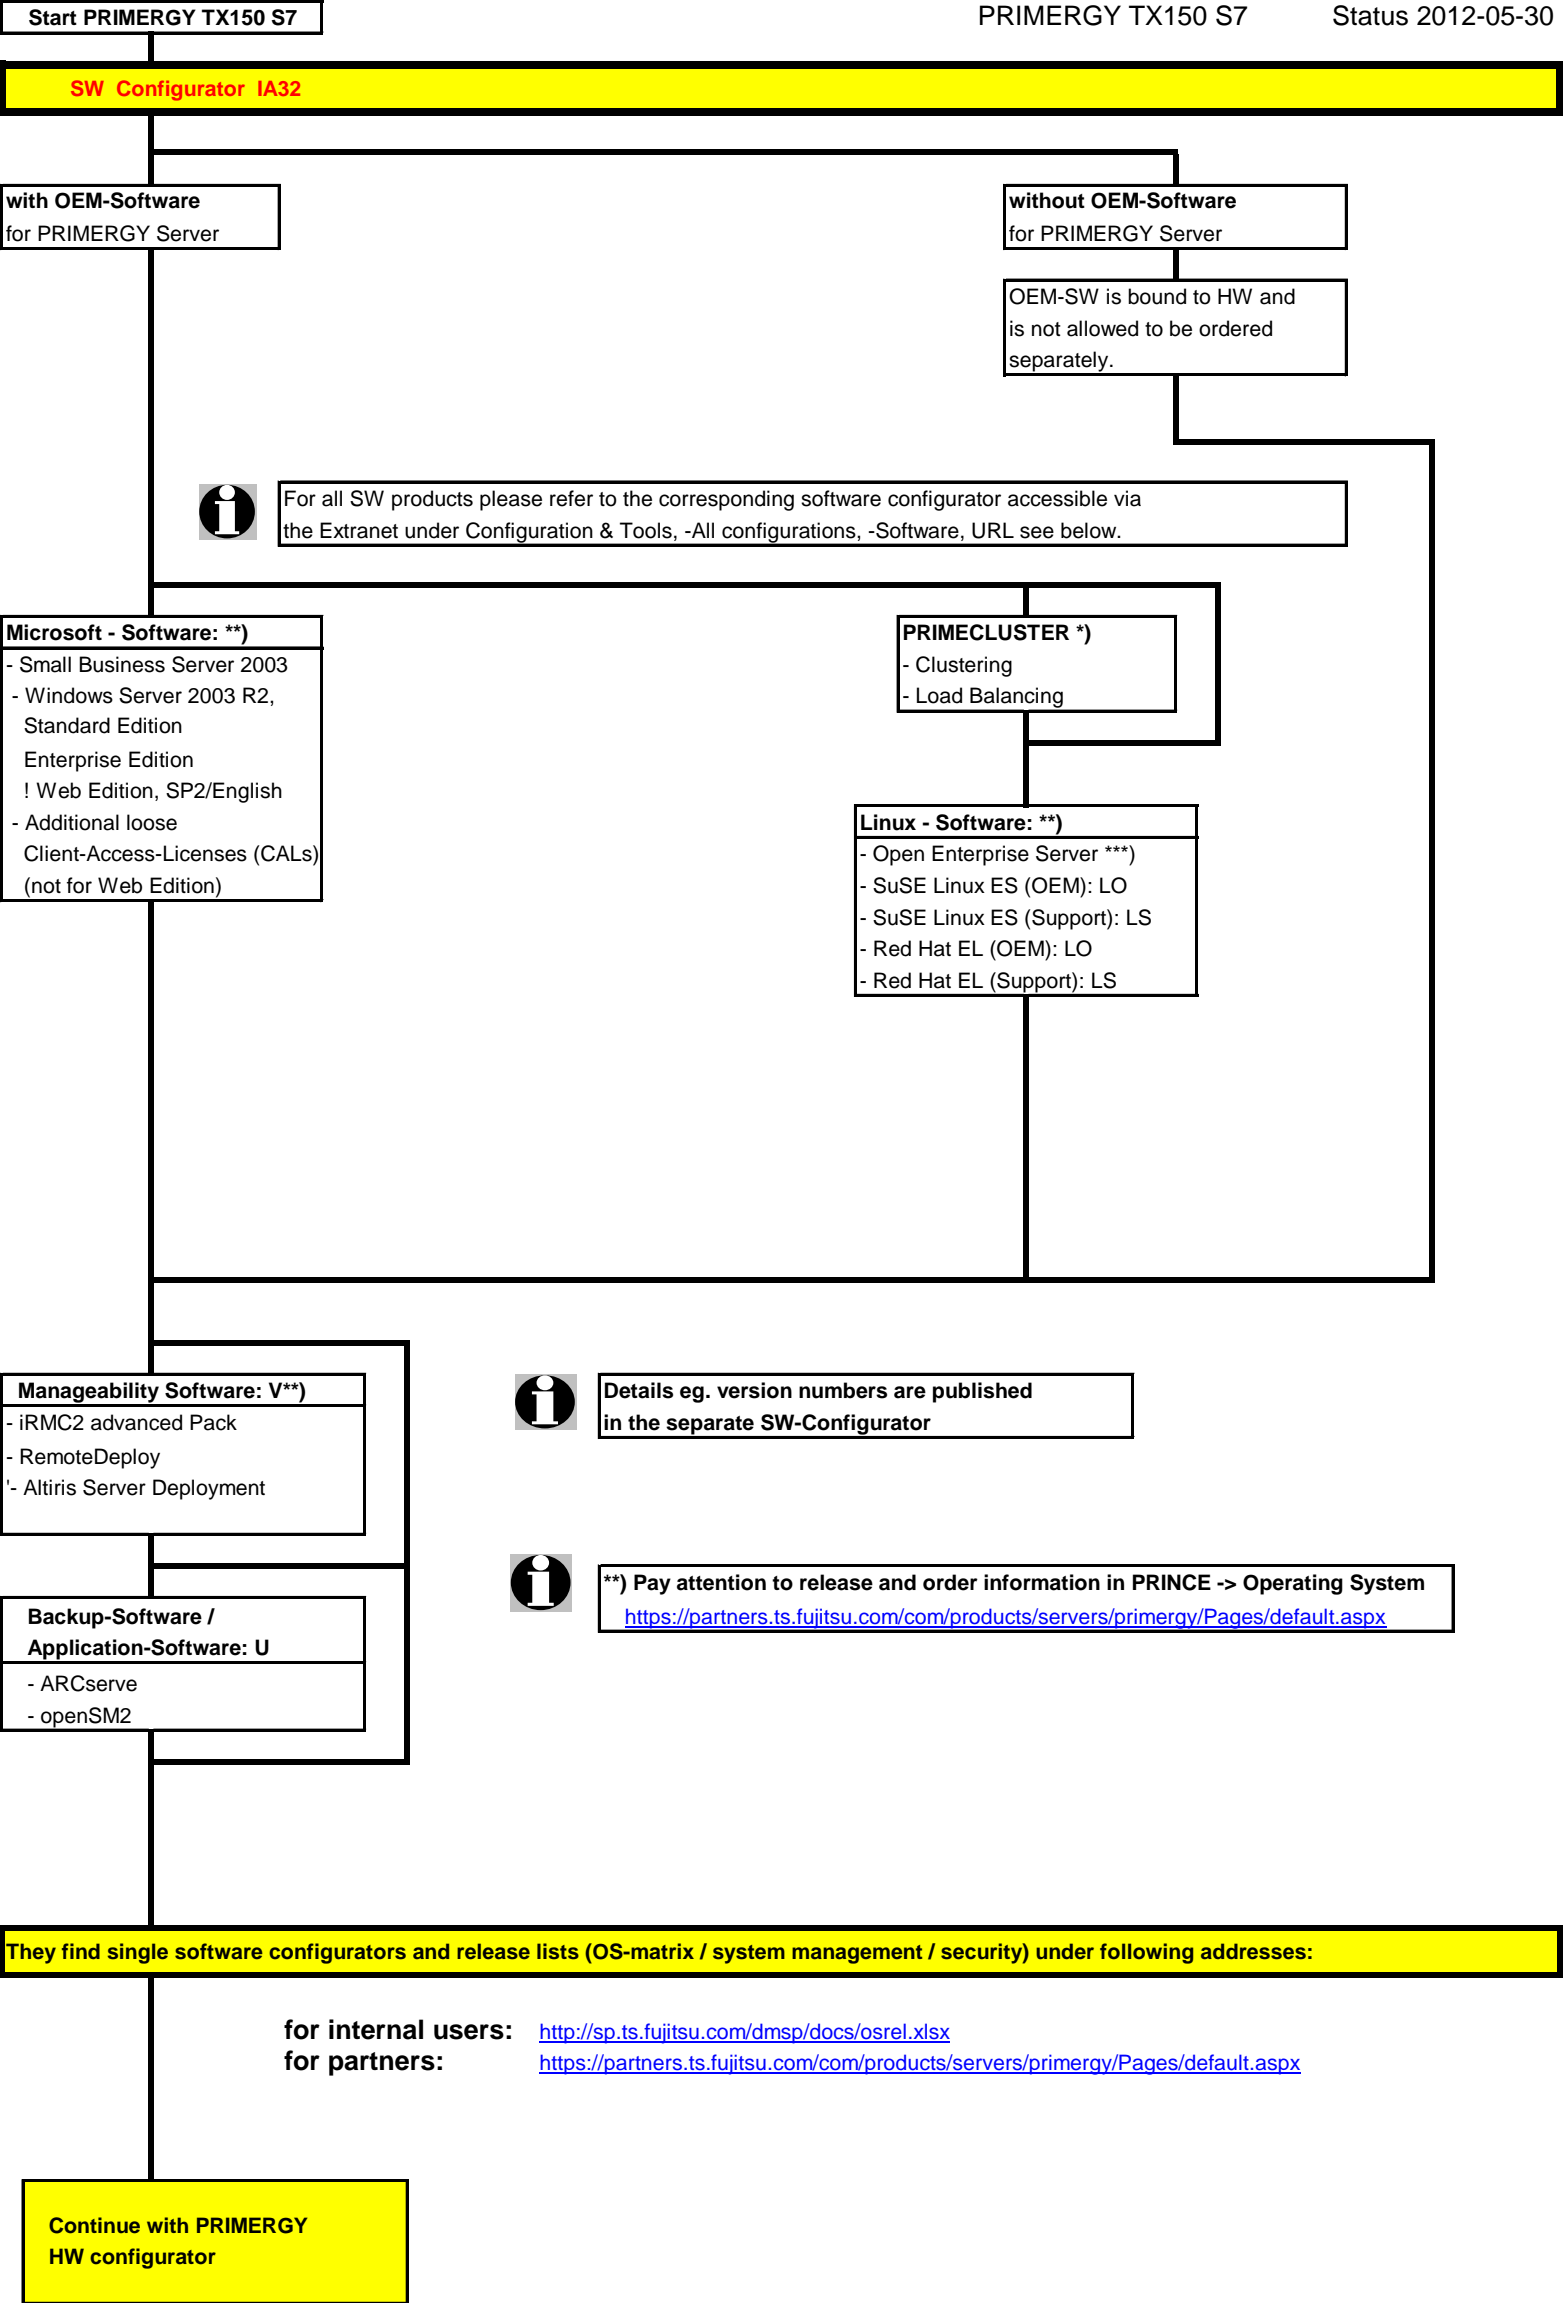 Start PRIMERGY TX150 S7
PRIMERGY TX150 S7 Status 2012-05-30
SW Configurator IA32
with OEM-Software
for PRIMERGY Server
without OEM-Software
for PRIMERGY Server
OEM-SW is bound to HW and
is not allowed to be ordered
separately.
For all SW products please refer to the corresponding software configurator accessible via
the Extranet under Configuration & Tools, -All configurations, -Software, URL see below.
Microsoft - Software: **)
- Small Business Server 2003
- Windows Server 2003 R2,
Standard Edition
Enterprise Edition
! Web Edition, SP2/English
- Additional loose
Client-Access-Licenses (CALs)
(not for Web Edition)
PRIMECLUSTER *)
- Clustering
- Load Balancing
Linux - Software: **)
- Open Enterprise Server ***)
- SuSE Linux ES (OEM): LO
- SuSE Linux ES (Support): LS
- Red Hat EL (OEM): LO
- Red Hat EL (Support): LS
Manageability Software: V**)
- iRMC2 advanced Pack
- RemoteDeploy
'- Altiris Server Deployment
Details eg. version numbers are published
in the separate SW-Configurator
**) Pay attention to release and order information in PRINCE -> Operating System
https://partners.ts.fujitsu.com/com/products/servers/primergy/Pages/default.aspx
Backup-Software /
Application-Software: U
- ARCserve
- openSM2
They find single software configurators and release lists (OS-matrix / system management / security) under following addresses:
for internal users: http://sp.ts.fujitsu.com/dmsp/docs/osrel.xlsx
for partners: https://partners.ts.fujitsu.com/com/products/servers/primergy/Pages/default.aspx
Continue with PRIMERGY
HW configurator